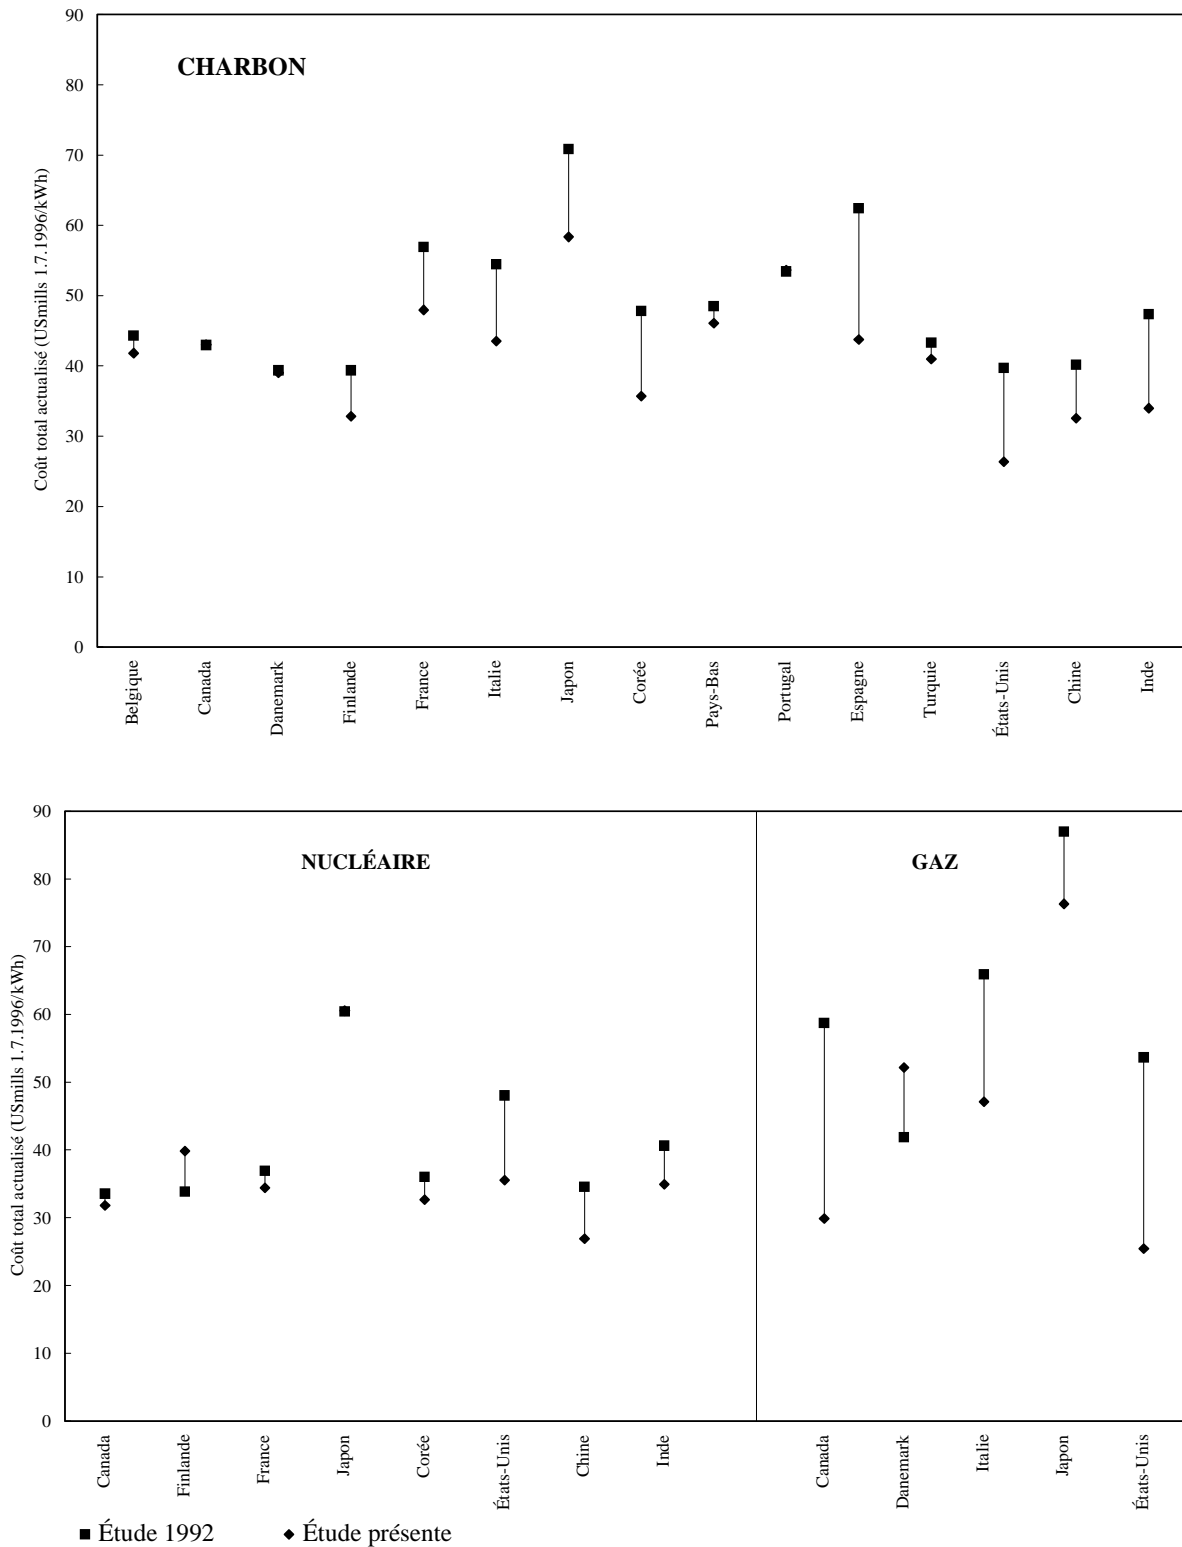 CHARBON
Coût total actualisé (USmills 1.7.1996/kWh)
90
80
70
60
50
40
30
20
10
0
Belgique
Canada
Danemark
Finlande
France
Italie
Japon
Corée
Pays-Bas
Portugal
Espagne
Turquie
États-Unis
Chine
Inde
NUCLÉAIRE
GAZ
Coût total actualisé (USmills 1.7.1996/kWh)
90
80
70
60
50
40
30
20
10
0
Canada
Finlande
France
Japon
Corée
États-Unis
Chine
Inde
Canada
Danemark
Italie
Japon
États-Unis
Étude 1992
Étude présente